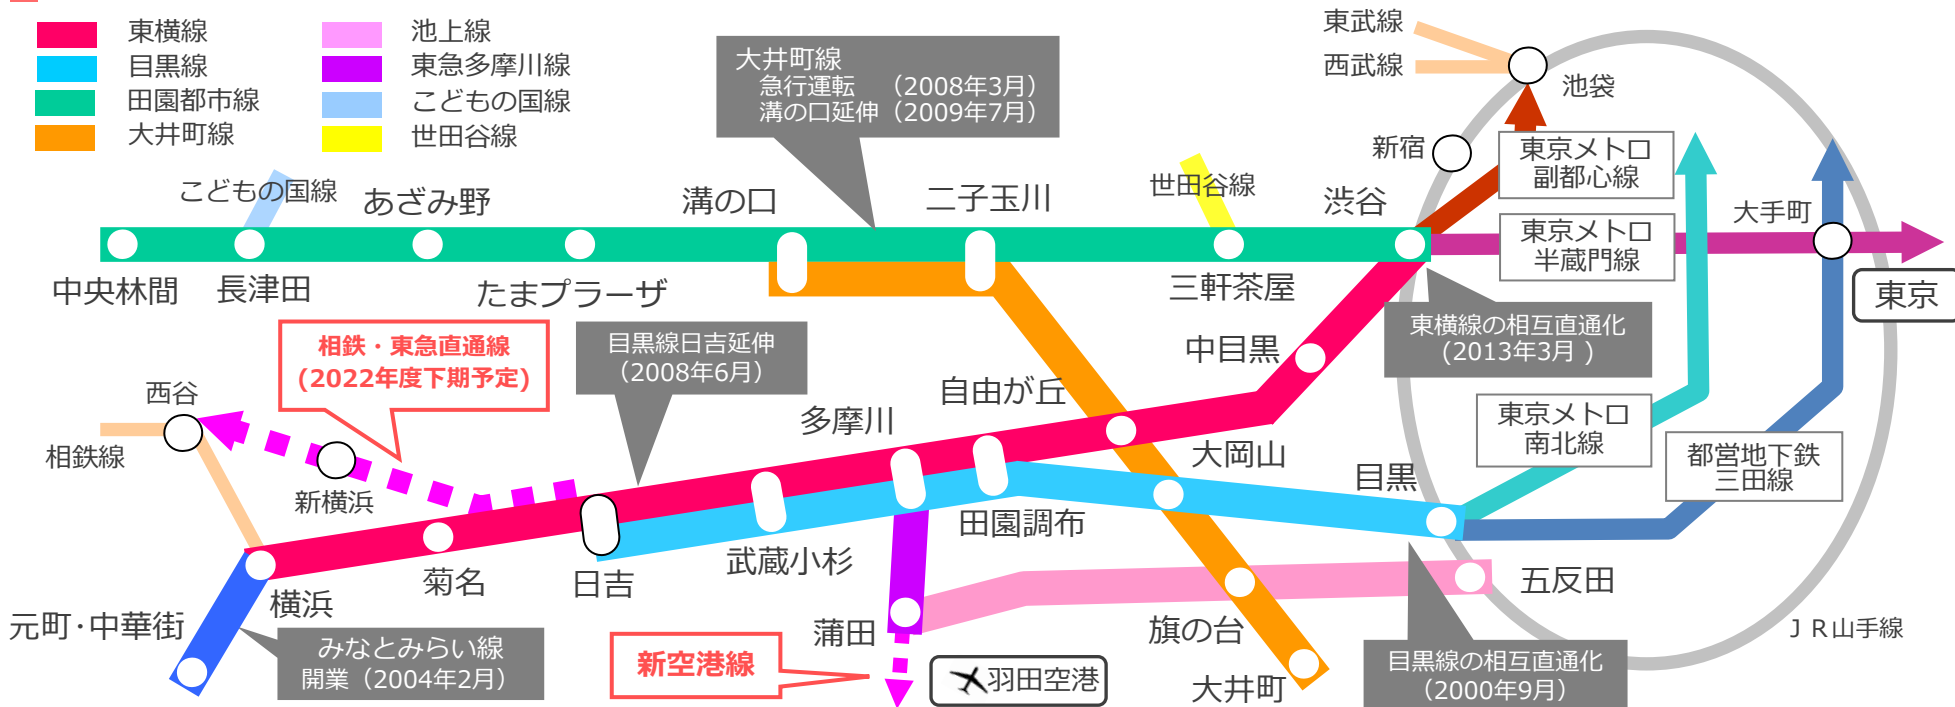 東横線
目黒線
田園都市線
大井町線
池上線
東急多摩川線
こどもの国線
世田谷線
大井町線
急行運転 （2008年3月）
溝の口延伸（2009年7月）
東武線
西武線
池袋
新宿
東京メトロ
副都心線
こどもの国線
あざみ野
溝の口
二子玉川
世田谷線
渋谷
大手町
東京メトロ
半蔵門線
中央林間
長津田
たまプラーザ
三軒茶屋
東京
相鉄・東急直通線
(2022年度下期予定)
目黒線日吉延伸
（2008年6月）
中目黒
東横線の相互直通化
(2013年3月 )
西谷
相鉄線
新横浜
多摩川
自由が丘
大岡山
目黒
東京メトロ
南北線
都営地下鉄
三田線
田園調布
武蔵小杉
日吉
菊名
横浜
元町･中華街
みなとみらい線
開業（2004年2月）
蒲田
新空港線
羽田空港
旗の台
大井町
五反田
目黒線の相互直通化
（2000年9月）
ＪＲ山手線